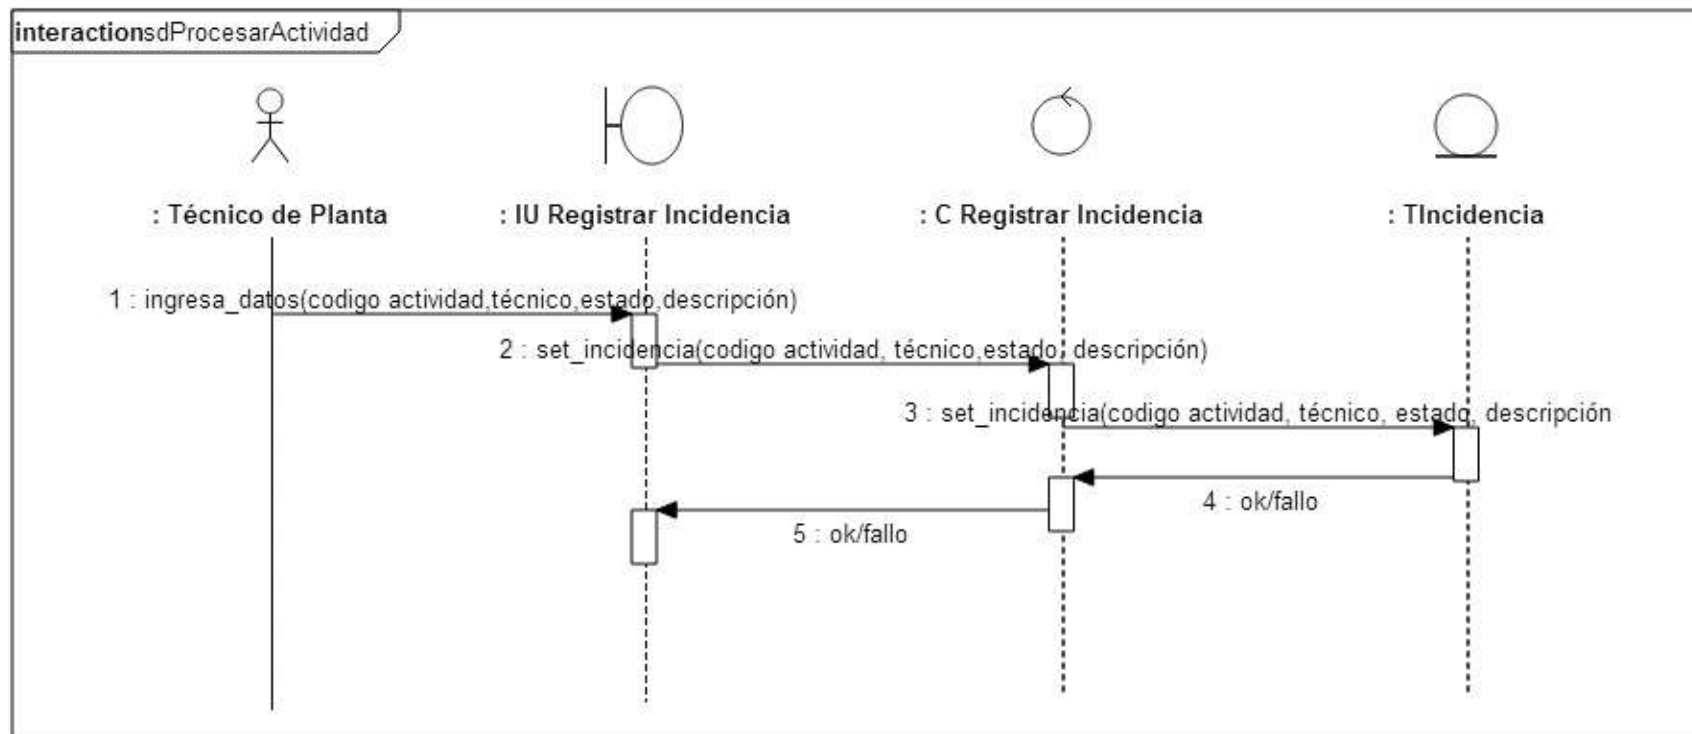 interactionsdProcesarActividad
: Técnico de Planta
: IU Registrar Incidencia
: C Registrar Incidencia
: TIncidencia
1 : ingresa_datos(codigo actividad,técnico,estado,descripción)
2 : set_incidencia(codigo actividad, técnico,estado, descripción)
3 : set_incidencia(codigo actividad, técnico, estado, descripción
4 : ok/fallo
5 : ok/fallo